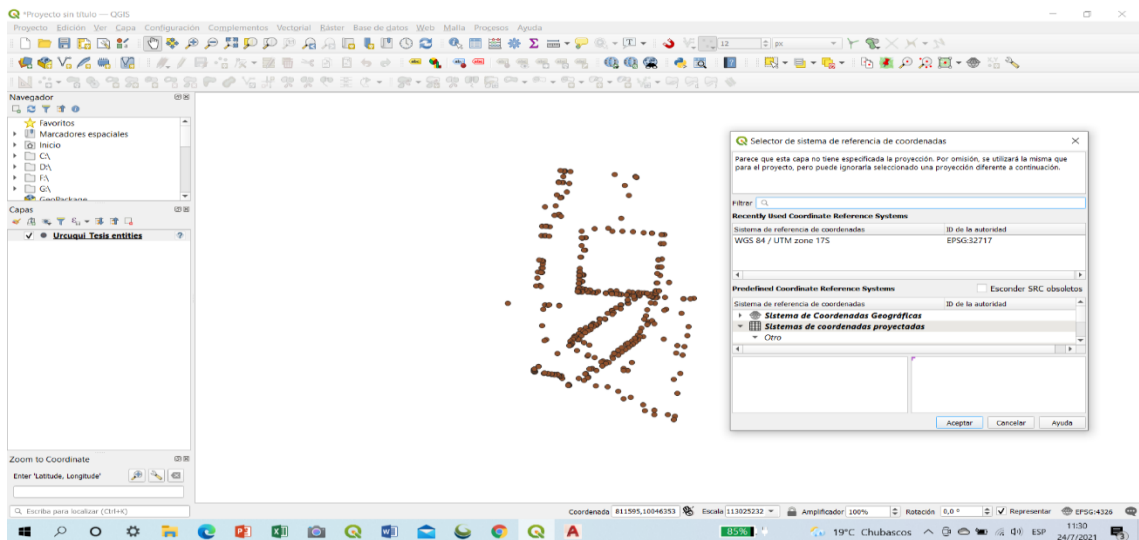 *Proyecto sin título — QGIS
Proyecto Edición Ver Capa Configuración Complementos Vectorial Ráster Base de datos Web Malla Procesos Ayuda
12 px
Navegador
Favoritos
Marcadores espaciales
Inicio
C:\
D:\
F:\
G:\
GeoPackage
Capas
Urcuqui Tesis entities
Selector de sistema de referencia de coordenadas
Parece que esta capa no tiene especificada la proyección. Por omisión, se utilizará la misma que
para el proyecto, pero puede ignorarla seleccionado una proyección diferente a continuación.
Filtrar
Recently Used Coordinate Reference Systems
Sistema de referencia de coordenadas ID de la autoridad
WGS 84 / UTM zone 17S EPSG:32717
Predefined Coordinate Reference Systems Esconder SRC obsoletos
Sistema de referencia de coordenadas ID de la autoridad
Sistema de Coordenadas Geográficas
Sistemas de coordenadas proyectadas
Otro
Aceptar Cancelar Ayuda
Zoom to Coordinate
Enter 'Latitude, Longitude'
Escriba para localizar (Ctrl+K)
Coordenada 811595,10046353 Escala 113025232 Amplificador 100% Rotación 0,0 ° Representar EPSG:4326
85% 19°C Chubascos ESP 11:30
24/7/2021